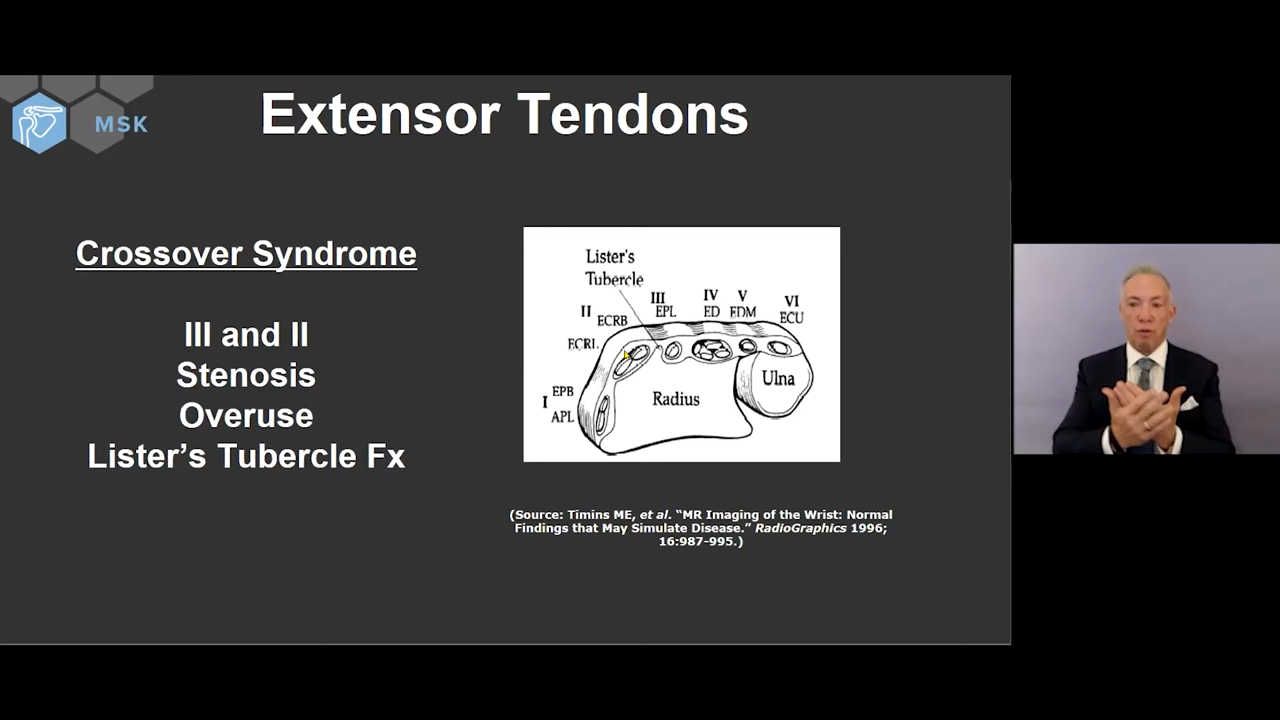 MSK
Extensor Tendons
Crossover Syndrome
III and II
Stenosis
Overuse
Lister’s Tubercle Fx
Lister's
Tubercle
III
EPL
IV
ED
V
EDM
VI
ECU
II
ECRB
ECRL
I
EPB
APL
Radius
Ulna
(Source: Timins ME, et al. “MR Imaging of the Wrist: Normal
Findings that May Simulate Disease.” RadioGraphics 1996;
16:987-995.)